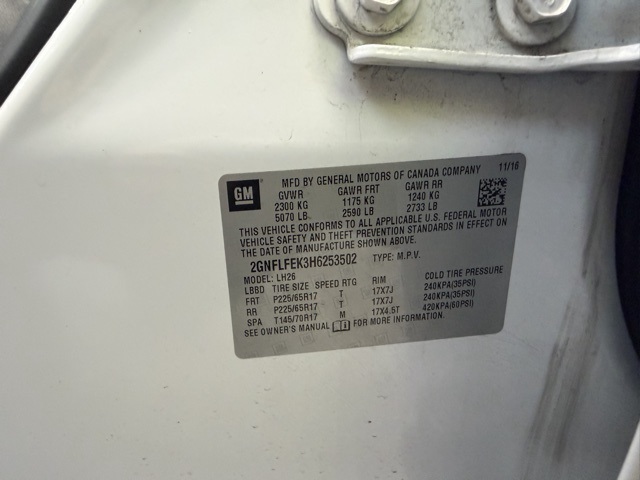 GM MFD BY GENERAL MOTORS OF CANADA COMPANY 11/16
GVWR GAWR FRT GAWR RR
2300 KG 1175 KG 1240 KG
5070 LB 2590 LB 2733 LB
THIS VEHICLE CONFORMS TO ALL APPLICABLE U.S. FEDERAL MOTOR
VEHICLE SAFETY AND THEFT PREVENTION STANDARDS IN EFFECT ON
THE DATE OF MANUFACTURE SHOWN ABOVE.
2GNFLFEK3H6253502 TYPE: M.P.V.
MODEL: LH26
LBBD TIRE SIZE SPEED RTG RIM COLD TIRE PRESSURE
FRT P225/65R17 T 17X7J 240KPA(35PSI)
RR P225/65R17 T 17X7J 240KPA(35PSI)
SPA T145/70R17 M 17X4.5T 420KPA(60PSI)
SEE OWNER'S MANUAL FOR MORE INFORMATION.